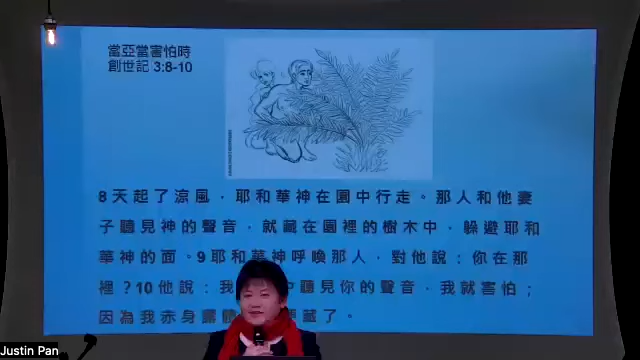 當亞當害怕時
創世記 3:8-10
8天起了涼風，耶和華神在園中行走。那人和他妻
子聽見神的聲音，就藏在園裡的樹木中，躲避耶和
華神的面。9耶和華神呼喚那人，對他說：你在那
裡？10他說：我 中聽見你的聲音，我就害怕；
因為我赤身露體 藏了。
Justin Pan